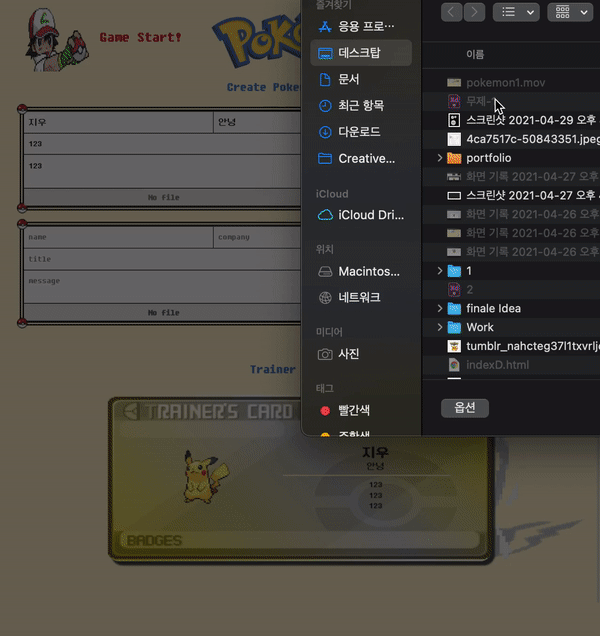 Game Start!
Create Poke
지우
안녕
123
123
No file
name
company
title
message
No file
Trainer
TRAINER'S CARD
지우
안녕
123
123
123
BADGES
즐겨찾기
응용 프로…
데스크탑
문서
최근 항목
다운로드
Creative…
iCloud
iCloud Dri…
위치
Macintos…
네트워크
미디어
사진
태그
빨간색
주황색
이름
pokemon1.mov
무제-
스크린샷 2021-04-29 오후
4ca7517c-50843351.jpeg
portfolio
화면 기록 2021-04-27 오후
스크린샷 2021-04-27 오후
화면 기록 2021-04-26 오후
화면 기록 2021-04-26 오후
화면 기록 2021-04-26 오후
1
2
finale Idea
Work
tumblr_nahcteg37l1txvrlj
indexD.html
옵션